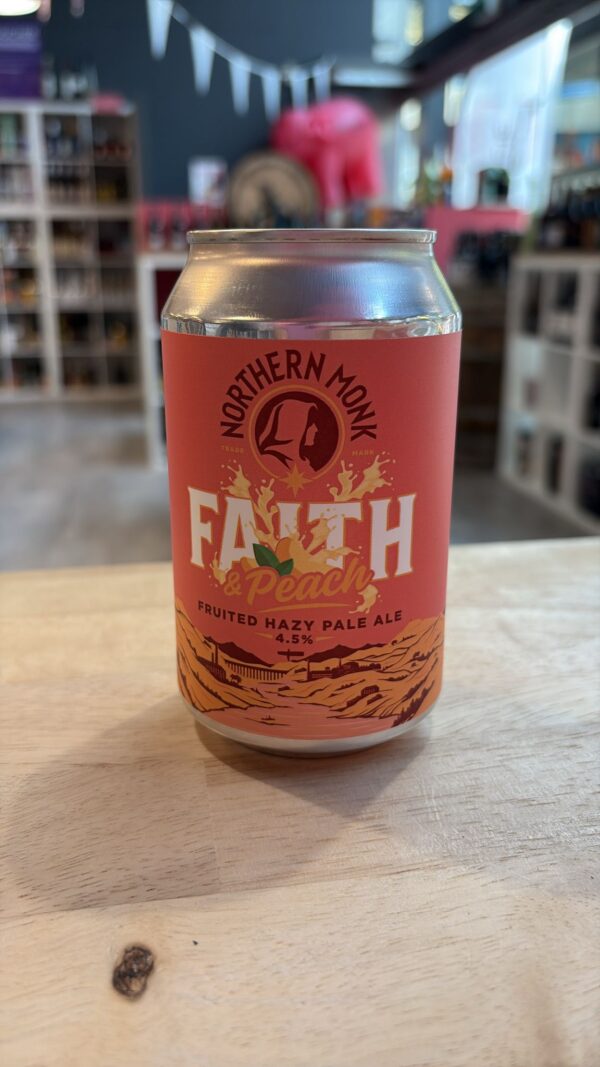 NORTHERN MONK
TRADE MARK
FAITH
& Peach
FRUITED HAZY PALE ALE
4.5%